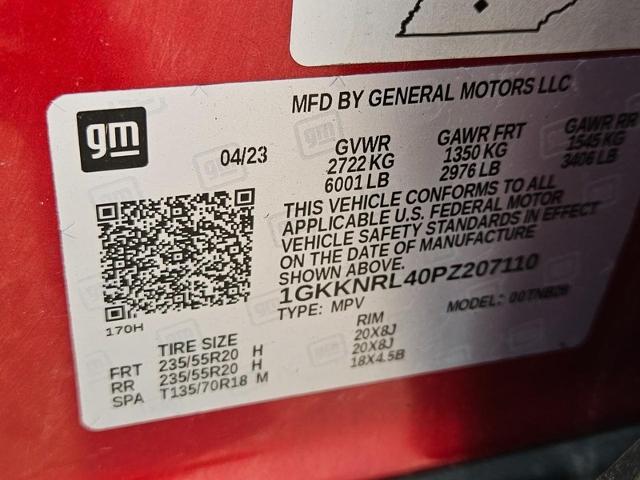 gm
MFD BY GENERAL MOTORS LLC
04/23
GVWR
2722 KG
6001 LB
GAWR FRT
1350 KG
2976 LB
GAWR RR
1545 KG
3406 LB
THIS VEHICLE CONFORMS TO ALL
APPLICABLE U.S. FEDERAL MOTOR
VEHICLE SAFETY STANDARDS IN EFFECT
ON THE DATE OF MANUFACTURE
SHOWN ABOVE.
1GKKNRL40PZ207110
TYPE: MPV
MODEL: 00TNB26
170H
TIRE SIZE
RIM
FRT 235/55R20 H 20X8J
RR 235/55R20 H 20X8J
SPA T135/70R18 M 18X4.5B